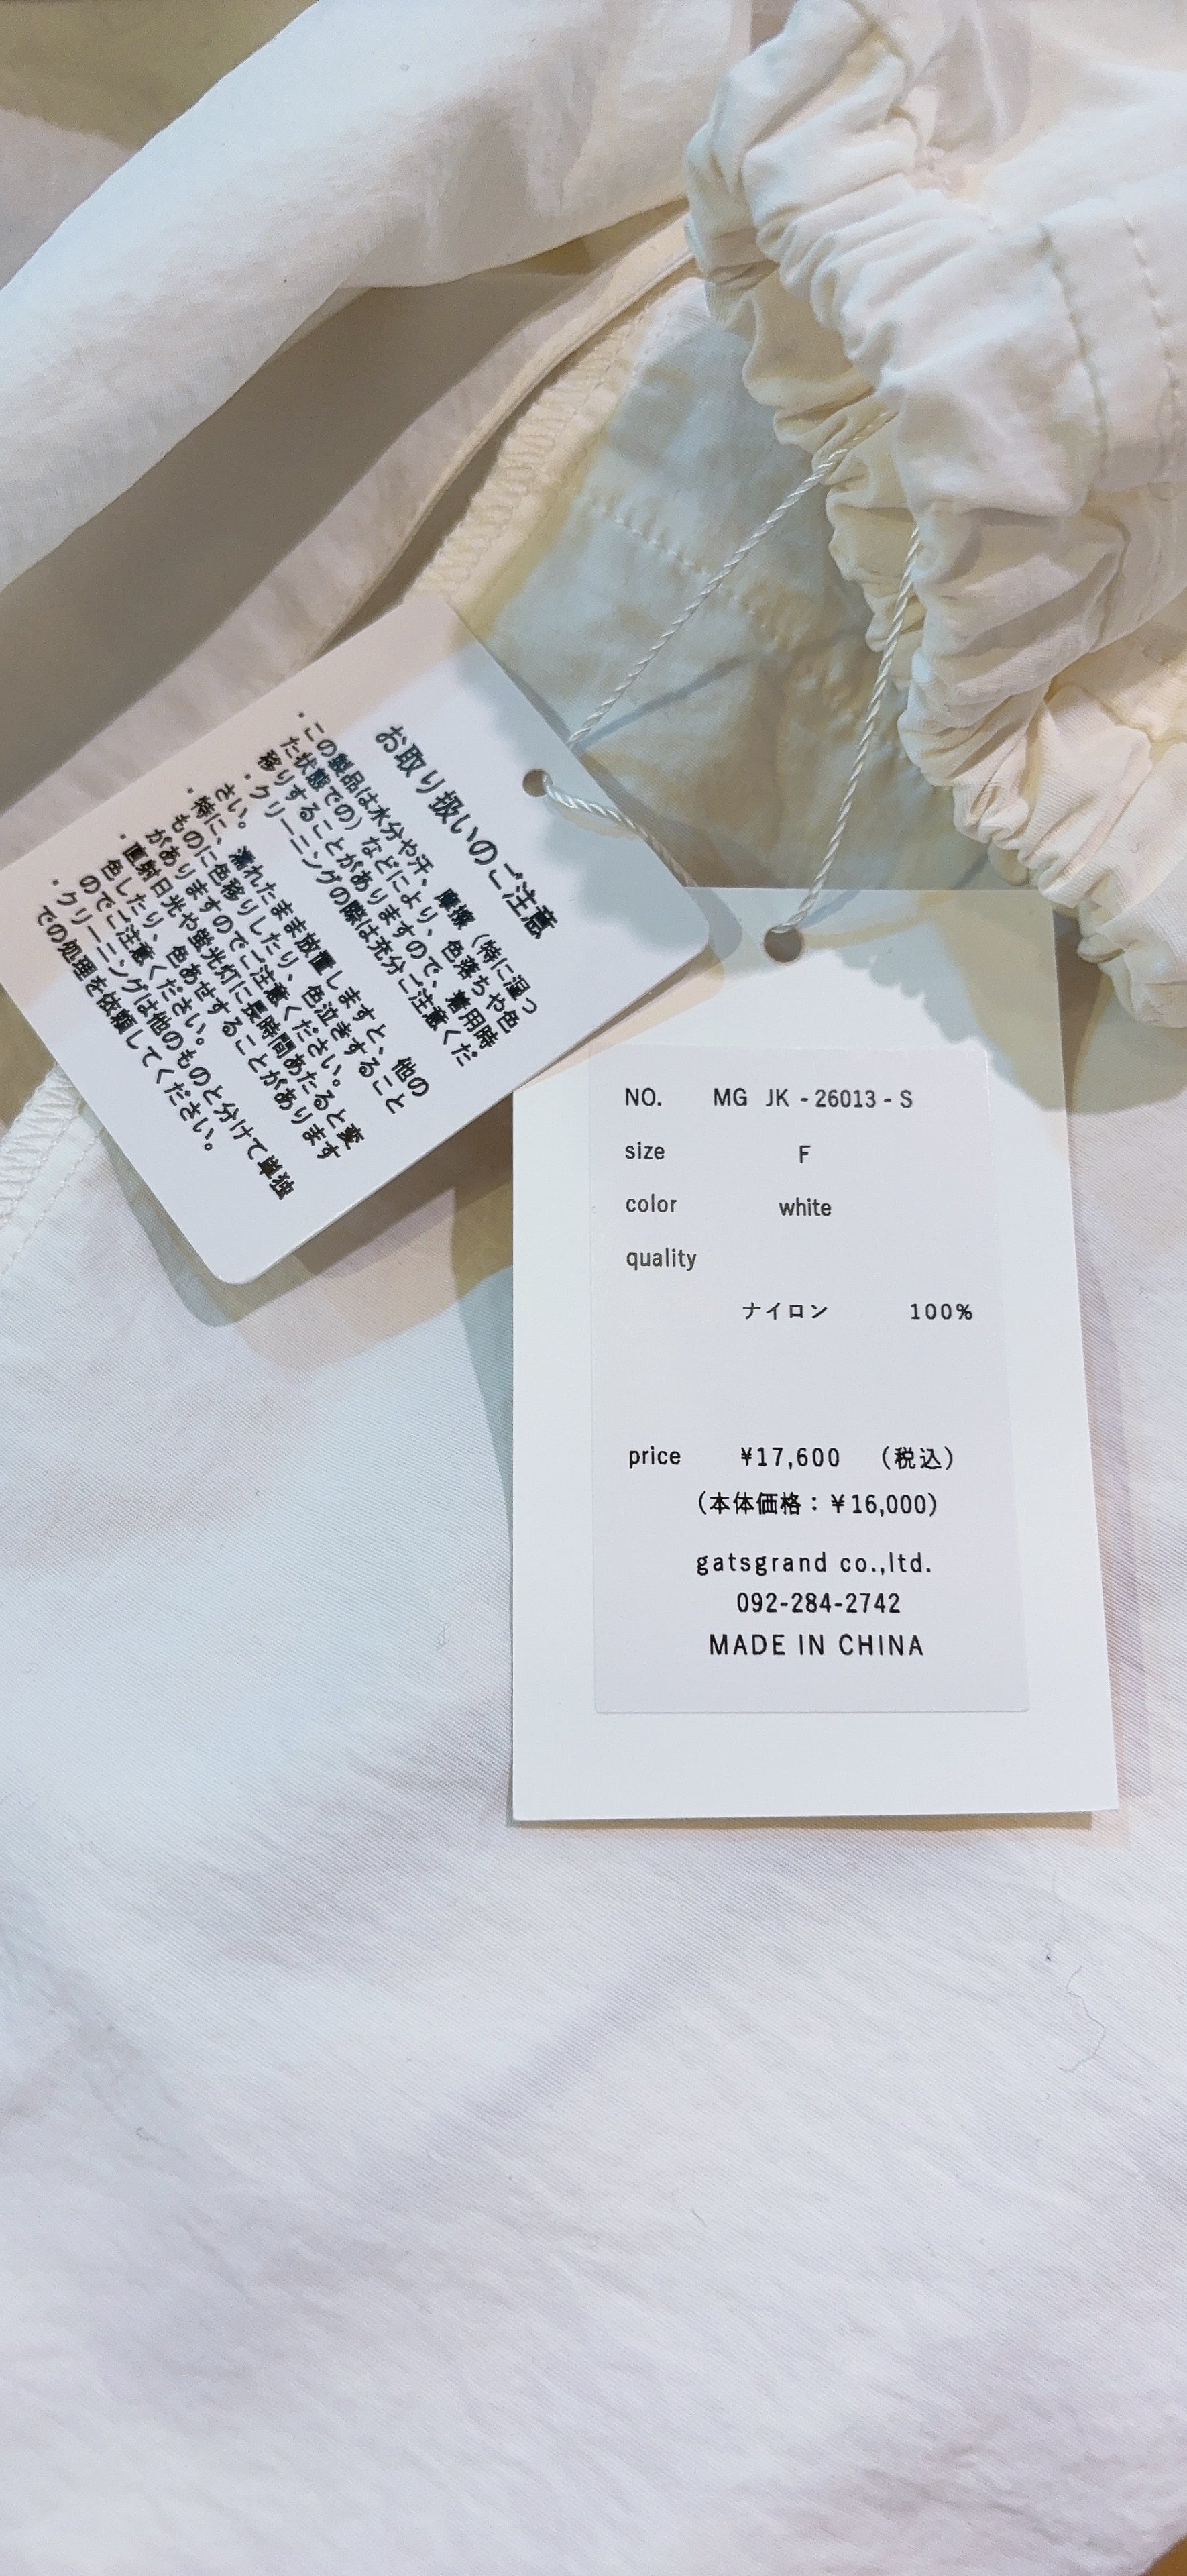 お取り扱いのご注意
・この製品は水分や汗、摩擦（特に湿っ
た状態での）などにより、色落ちや色
移りすることがありますので、着用時
・クリーニングの際は充分ご注意くだ
さい。
・特に、濡れたまま放置しますと、他の
ものに色移りしたり、色泣きすること
がありますのでご注意ください。
・直射日光や蛍光灯に長時間あたると変
色したり、色あせすることがあります
のでご注意ください。
・クリーニングは他のものと分けて単独
での処理を依頼してください。
NO. MG JK - 26013 - S
size F
color white
quality
ナイロン 100%
price ¥17,600 （税込）
（本体価格：¥16,000）
gatsgrand co.,ltd.
092-284-2742
MADE IN CHINA